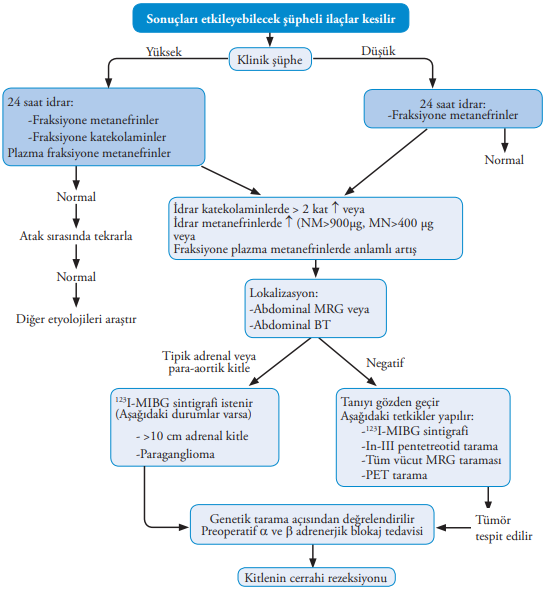 Sonuçları etkileyebilecek şüpheli ilaçlar kesilir
Yüksek
Klinik şüphe
Düşük
24 saat idrar:
-Fraksiyone metanefrinler
-Fraksiyone katekolaminler
Plazma fraksiyone metanefrinler
24 saat idrar:
-Fraksiyone metanefrinler
Normal
Normal
Atak sırasında tekrarla
Normal
Diğer etyolojileri araştır
İdrar katekolaminlerde > 2 kat ↑ veya
İdrar metanefrinlerde ↑ (NM>900µg, MN>400 µg
veya
Fraksiyone plazma metanefrinlerde anlamlı artış
Lokalizasyon:
-Abdominal MRG veya
-Abdominal BT
Tipik adrenal veya
para-aortik kitle
Negatif
¹²³I-MIBG sintigrafi istenir
(Aşağıdaki durumlar varsa)
- >10 cm adrenal kitle
-Paraganglioma
Tanıyı gözden geçir
Aşağıdaki tetkikler yapılır:
-¹²³I-MIBG sintigrafi
-In-III pentetreotid tarama
-Tüm vücut MRG taraması
-PET tarama
Genetik tarama açısından değrelendirilir
Preoperatif α ve β adrenerjik blokaj redavisi
Tümör
tespit edilir
Kitlenin cerrahi rezeksiyonu